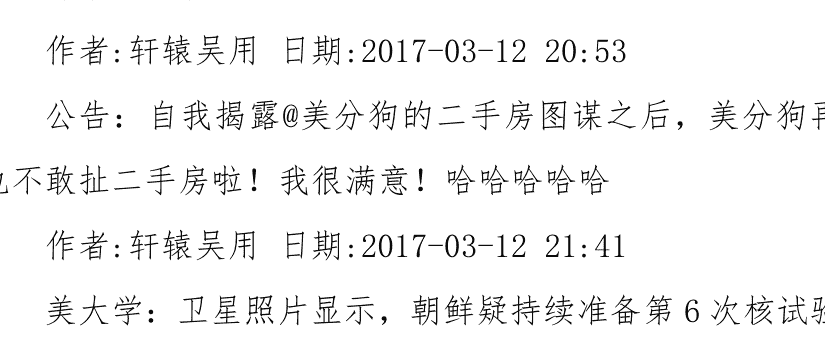 作者:轩辕吴用 日期:2017-03-12 20:53
公告：自我揭露@美分狗的二手房图谋之后，美分狗再
也不敢扯二手房啦！我很满意！哈哈哈哈哈
作者:轩辕吴用 日期:2017-03-12 21:41
美大学：卫星照片显示，朝鲜疑持续准备第 6 次核试验